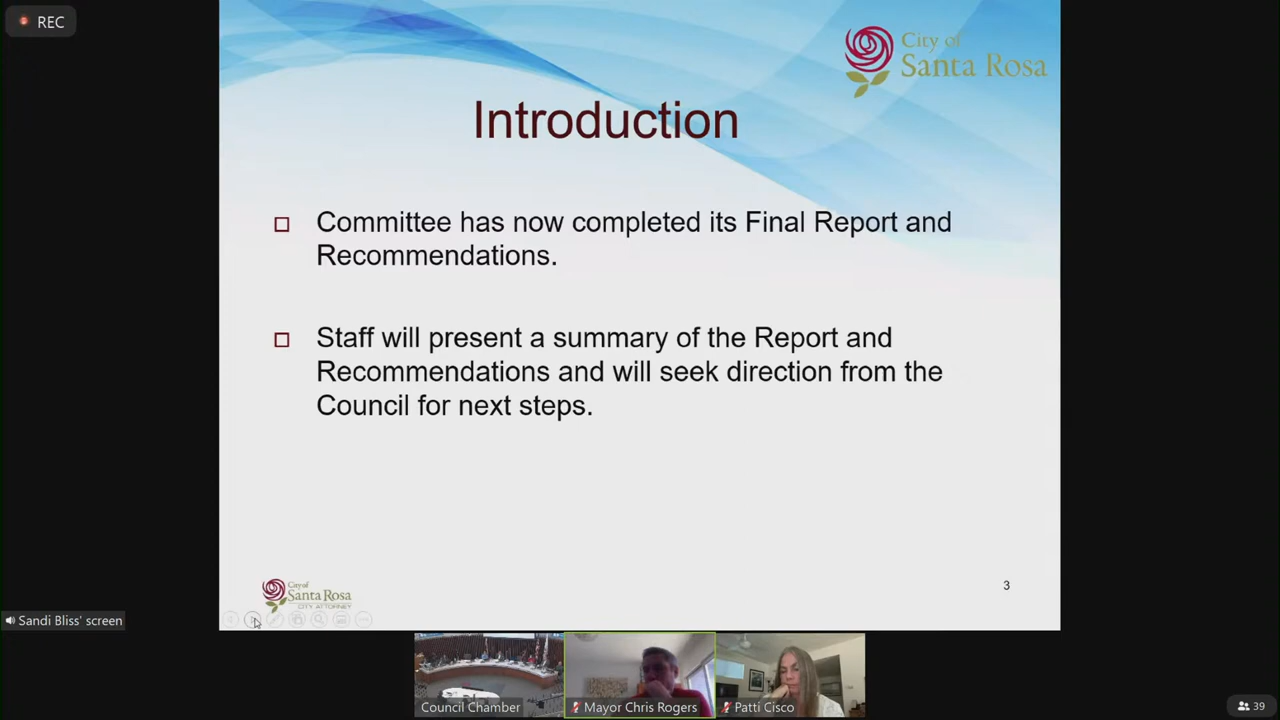 REC
City of
Santa Rosa
Introduction
Committee has now completed its Final Report and
Recommendations.
Staff will present a summary of the Report and
Recommendations and will seek direction from the
Council for next steps.
City of
Santa Rosa
CITY ATTORNEY
3
Sandi Bliss' screen
Council Chamber
Mayor Chris Rogers
Patti Cisco
39